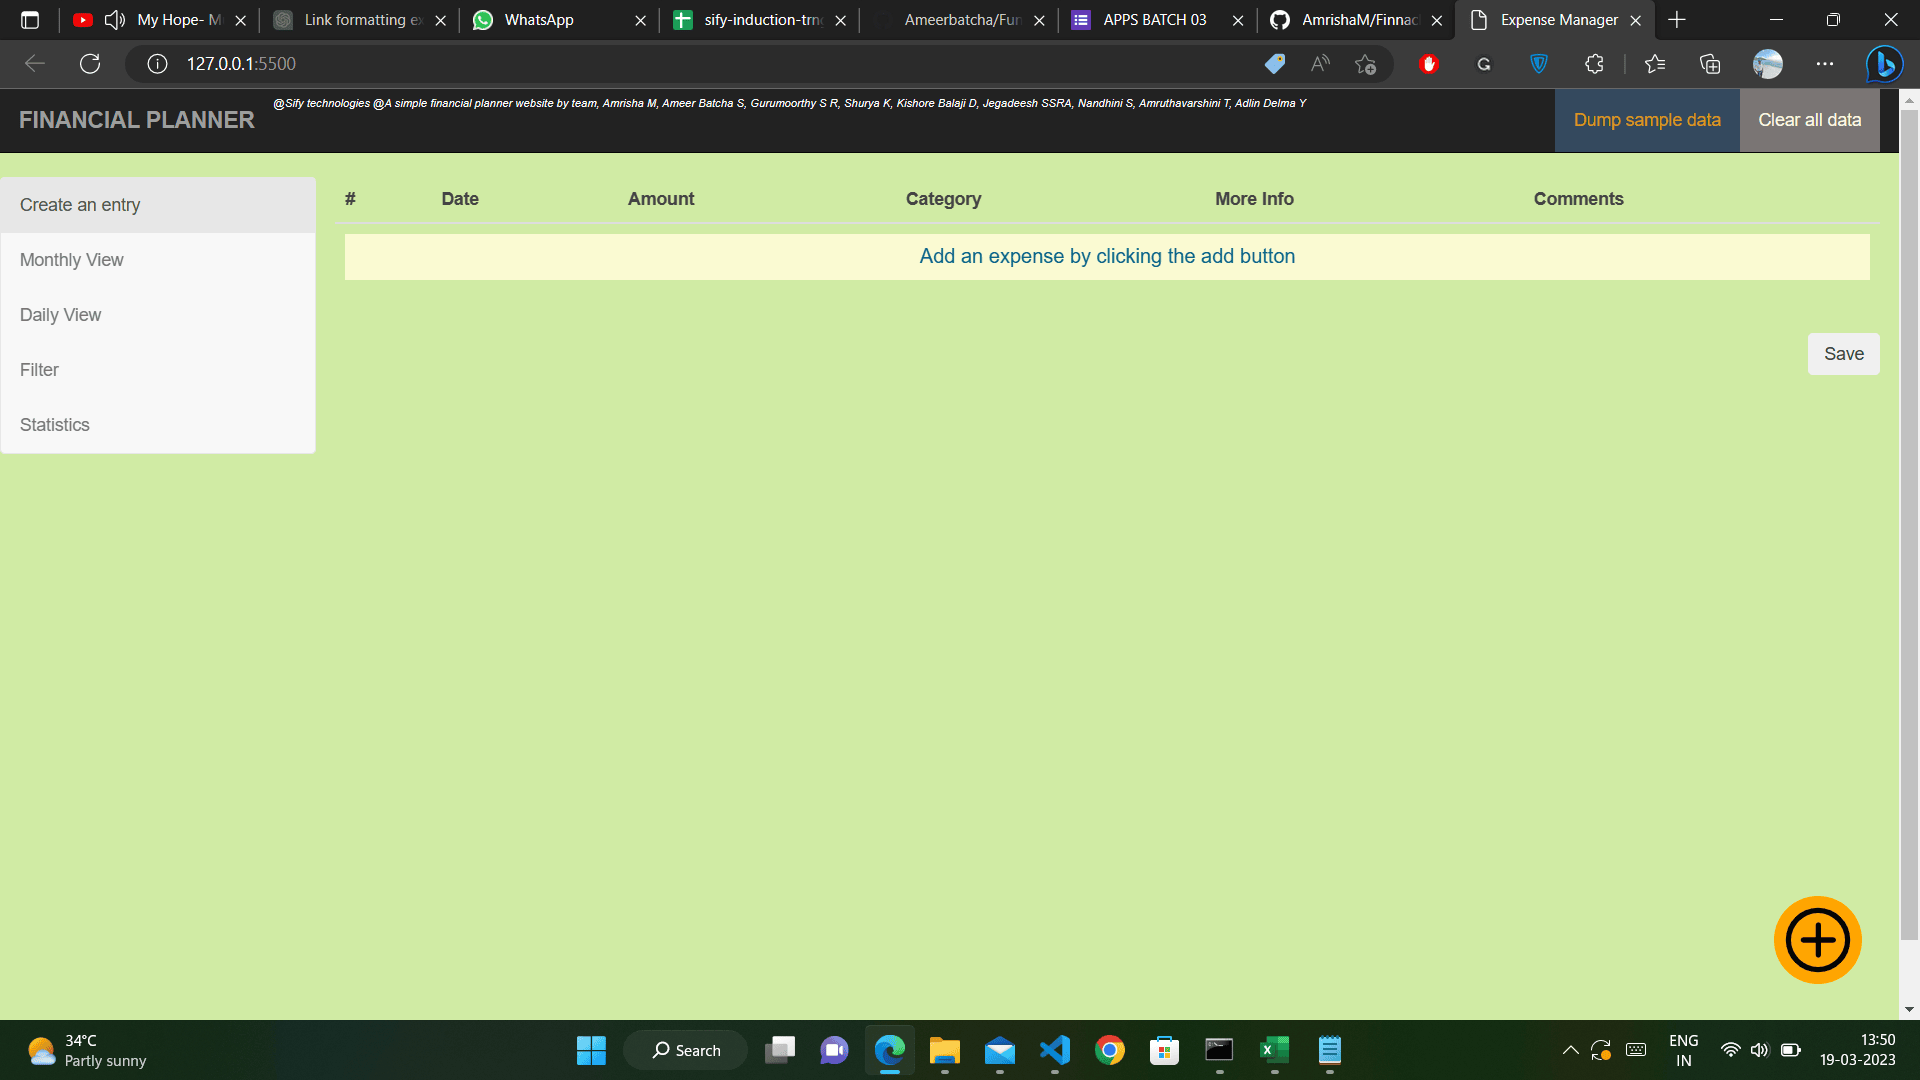 My Hope- M
Link formatting ex
WhatsApp
sify-induction-trng
Ameerbatcha/Fun
APPS BATCH 03
AmrishaM/Finnac
Expense Manager
127.0.0.1:5500
FINANCIAL PLANNER
@Sify technologies @A simple financial planner website by team, Amrisha M, Ameer Batcha S, Gurumoorthy S R, Shurya K, Kishore Balaji D, Jegadeesh SSRA, Nandhini S, Amruthavarshini T, Adlin Delma Y
Dump sample data
Clear all data
Create an entry
Monthly View
Daily View
Filter
Statistics
# Date Amount Category More Info Comments
Add an expense by clicking the add button
Save
34°C
Partly sunny
Search
ENG
IN
13:50
19-03-2023